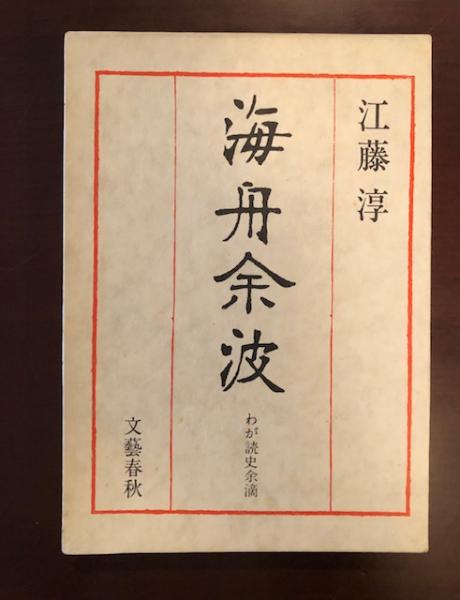 江藤淳
海舟余波
わが読史余滴
文藝春秋